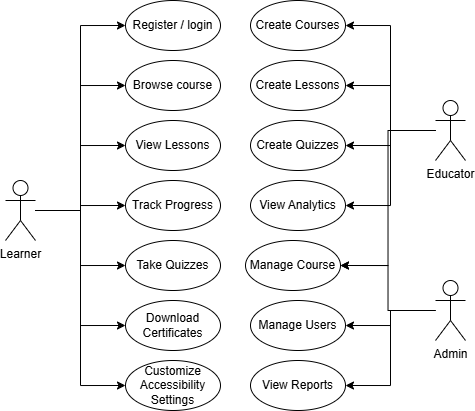 Register / login
Create Courses
Browse course
Create Lessons
View Lessons
Create Quizzes
Educator
Track Progress
View Analytics
Learner
Take Quizzes
Manage Course
Download
Certificates
Manage Users
Admin
Customize
Accessibility
Settings
View Reports